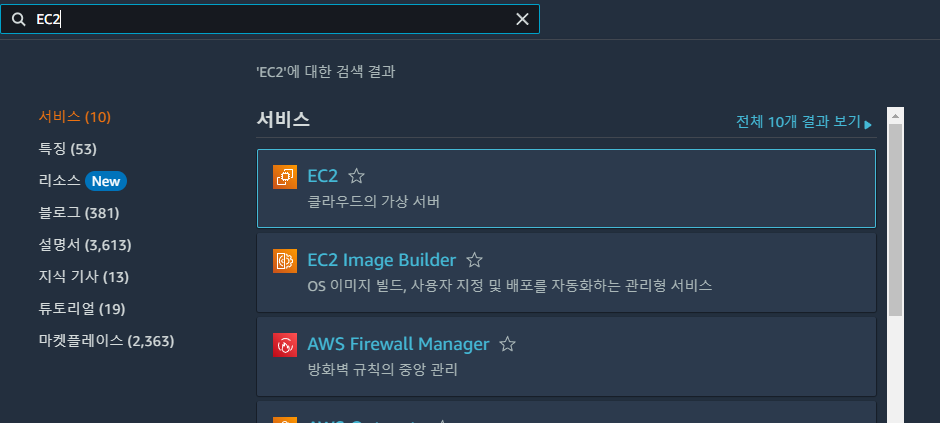 EC2
'EC2'에 대한 검색 결과
서비스 (10)
특징 (53)
리소스 New
블로그 (381)
설명서 (3,613)
지식 기사 (13)
튜토리얼 (19)
마켓플레이스 (2,363)
서비스
전체 10개 결과 보기
EC2
클라우드의 가상 서버
EC2 Image Builder
OS 이미지 빌드, 사용자 지정 및 배포를 자동화하는 관리형 서비스
AWS Firewall Manager
방화벽 규칙의 중앙 관리